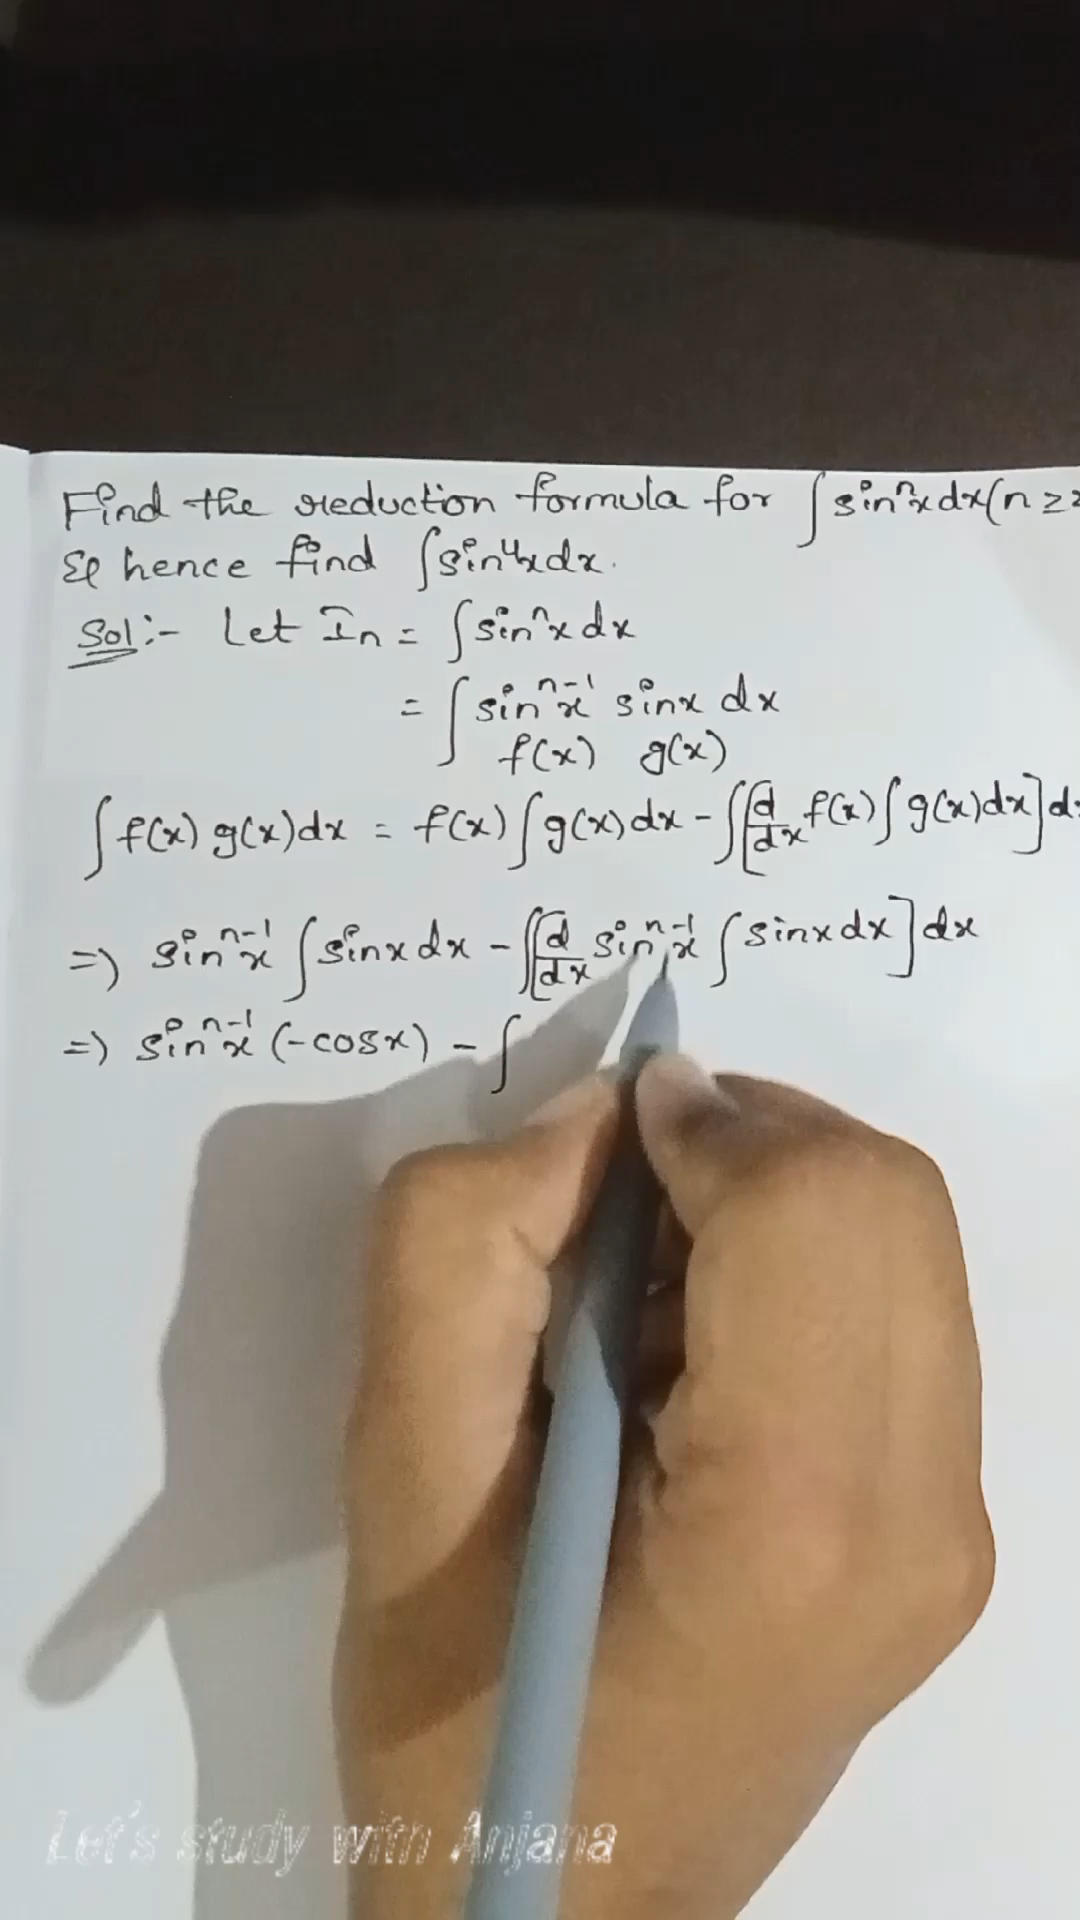 Find the reduction formula for ∫ sinⁿx dx (n ≥
& hence find ∫ sin⁴x dx.
Sol:- Let Iₙ = ∫ sinⁿx dx
= ∫ sinⁿ⁻¹x sinx dx
f(x) g(x)
∫ f(x) g(x) dx = f(x) ∫ g(x) dx - ∫[d/dx f(x) ∫ g(x) dx] d
=) sinⁿ⁻¹x ∫ sinx dx - ∫[d/dx sinⁿ⁻¹x ∫ sinx dx] dx
=) sinⁿ⁻¹x (-cosx) - ∫
Let's study with Anjana